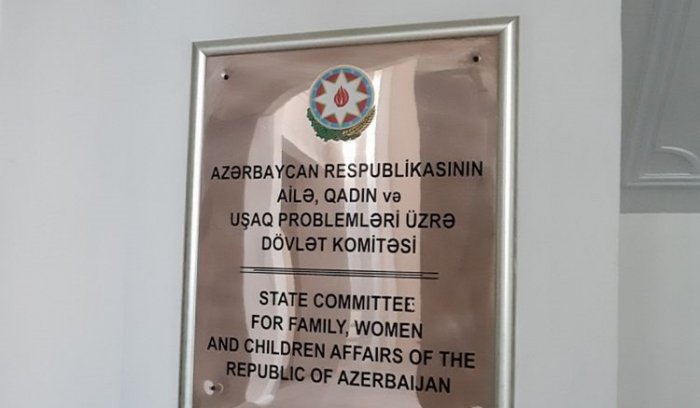 AZƏRBAYCAN RESPUBLİKASININ
AİLƏ, QADIN və
UŞAQ PROBLEMLƏRİ ÜZRƏ
DÖVLƏT KOMİTƏSİ
STATE COMMITTEE
FOR FAMILY, WOMEN
AND CHILDREN AFFAIRS OF THE
REPUBLIC OF AZERBAIJAN